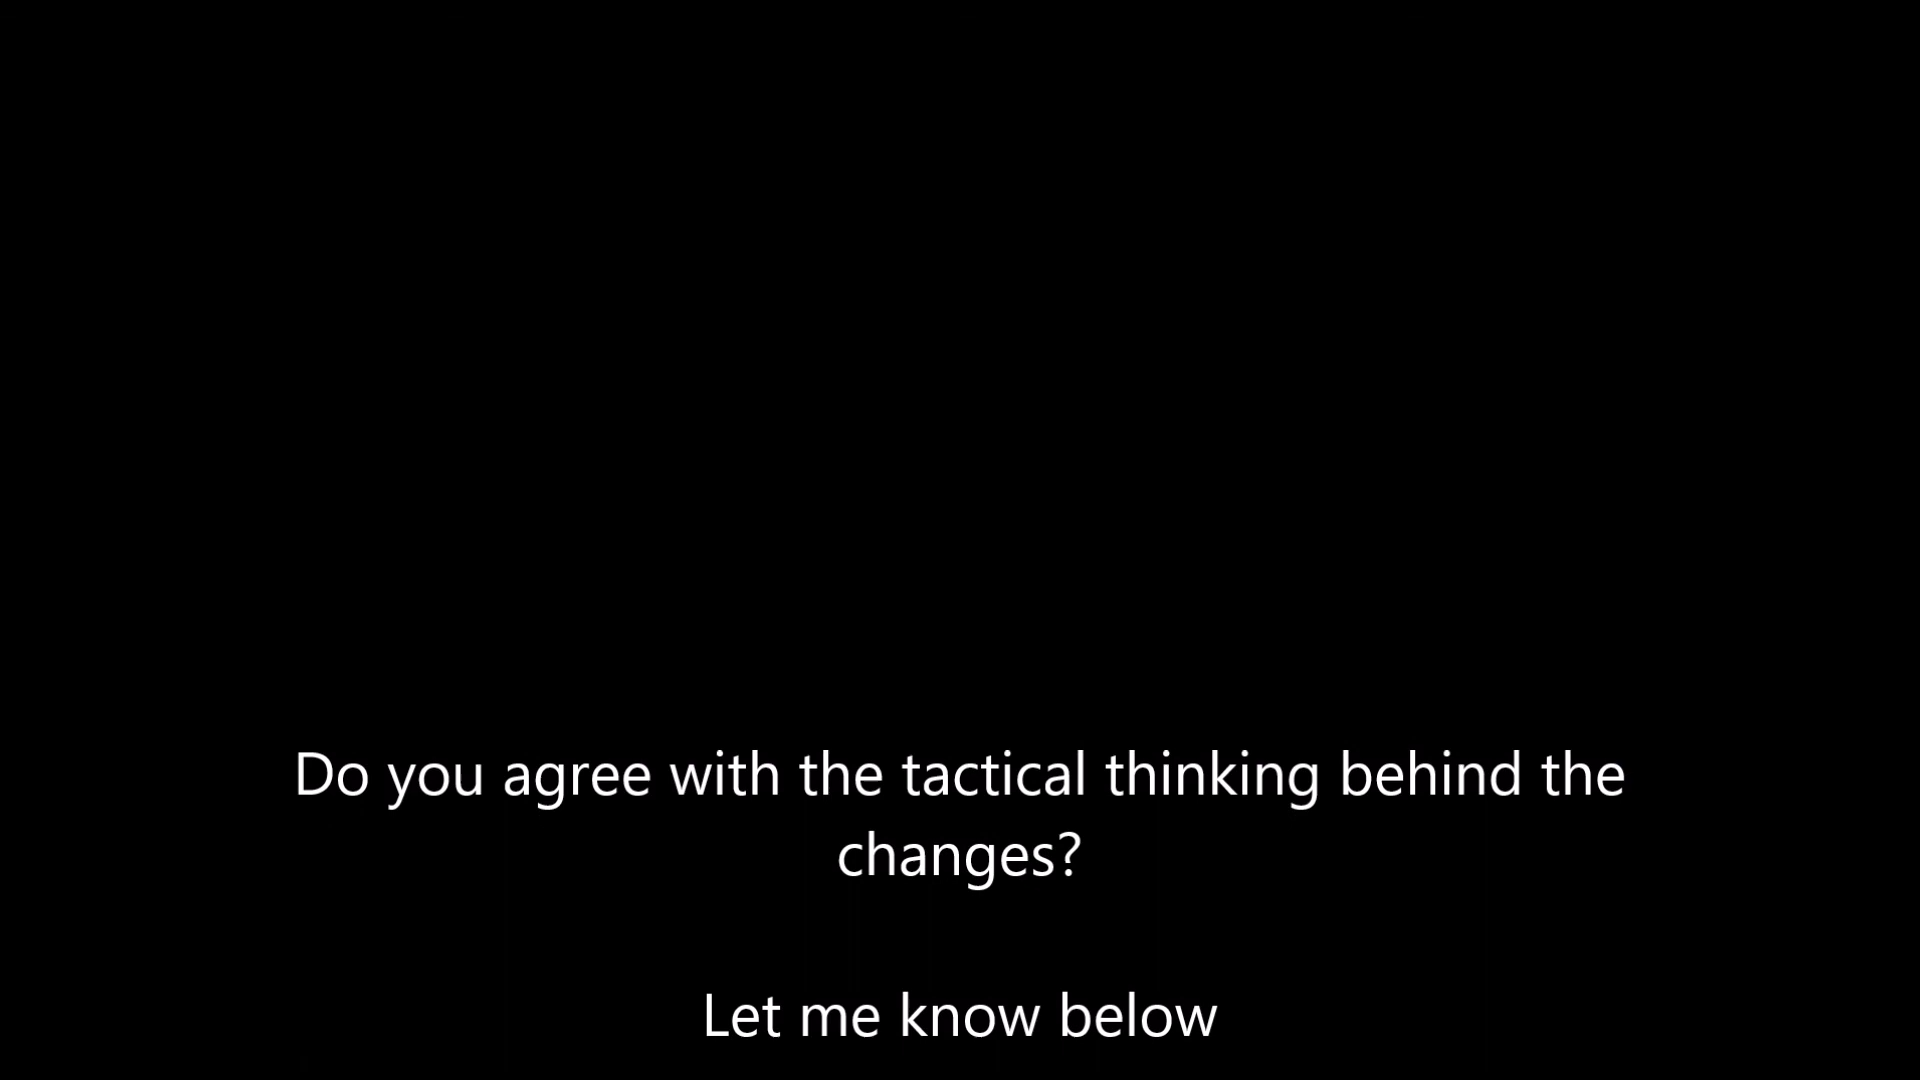 Do you agree with the tactical thinking behind the
changes?
Let me know below